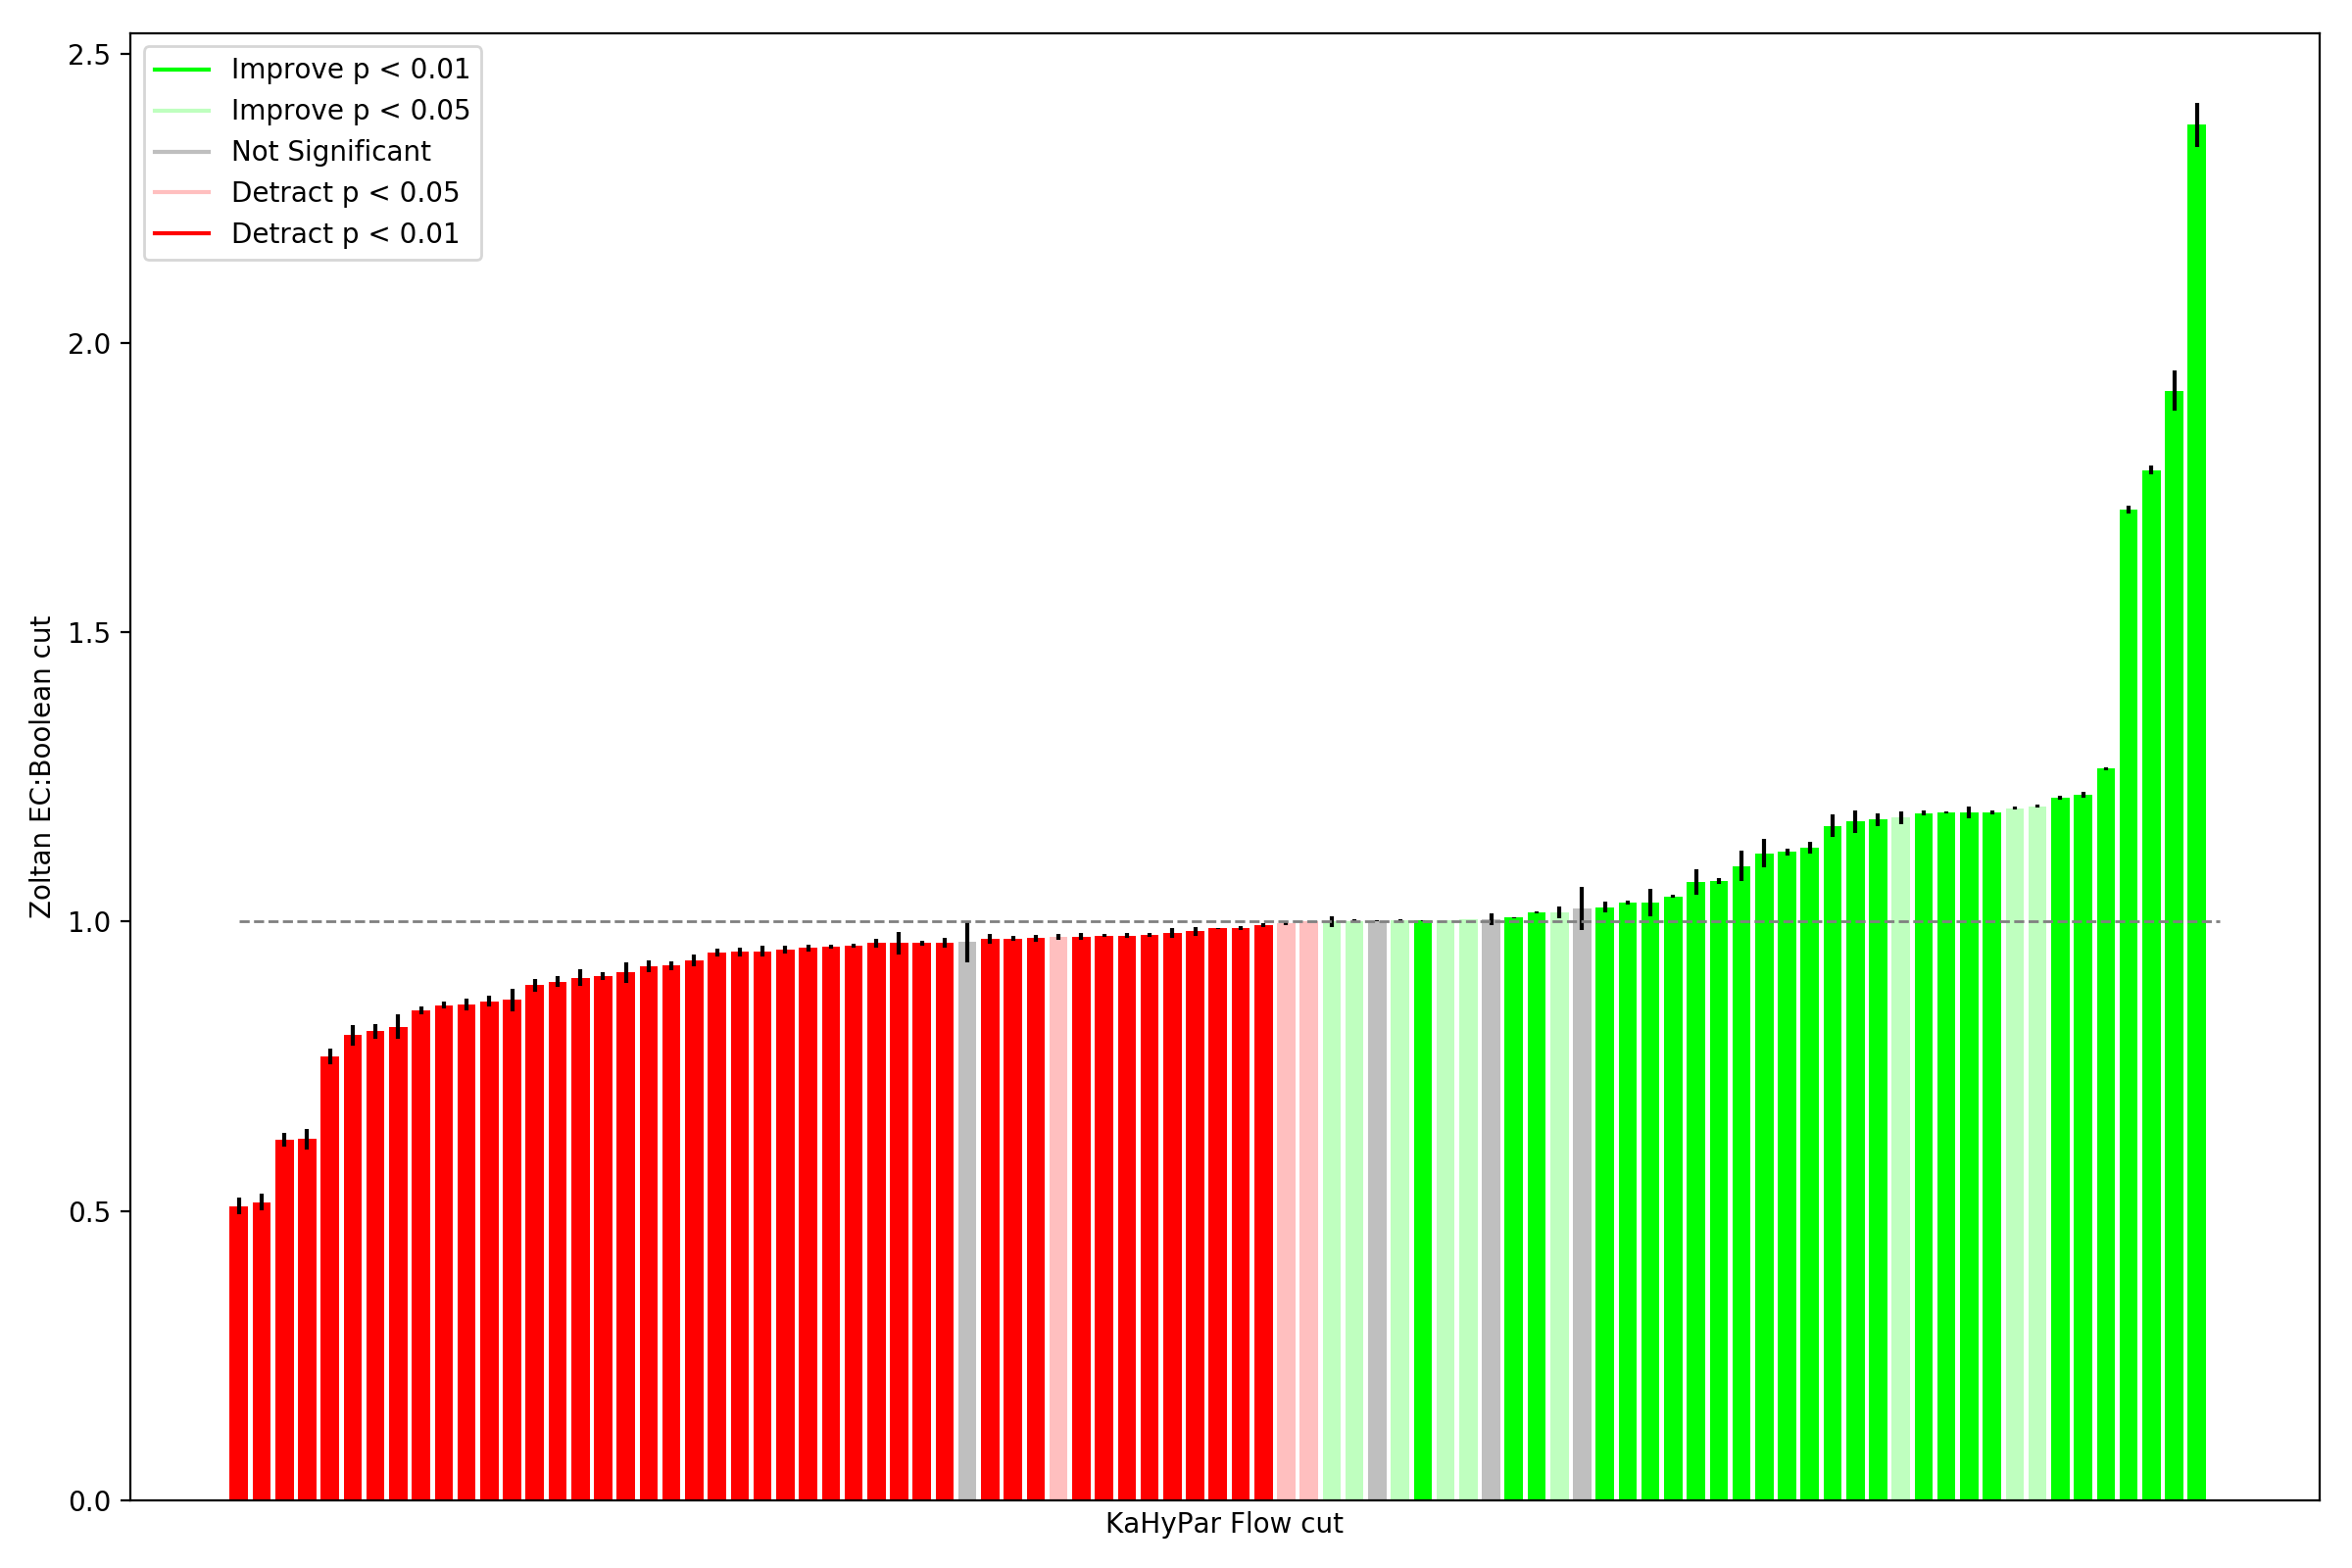 2.5
2.0
1.5
1.0
0.5
0.0
Zoltan EC:Boolean cut
KaHyPar Flow cut
Improve p < 0.01
Improve p < 0.05
Not Significant
Detract p < 0.05
Detract p < 0.01